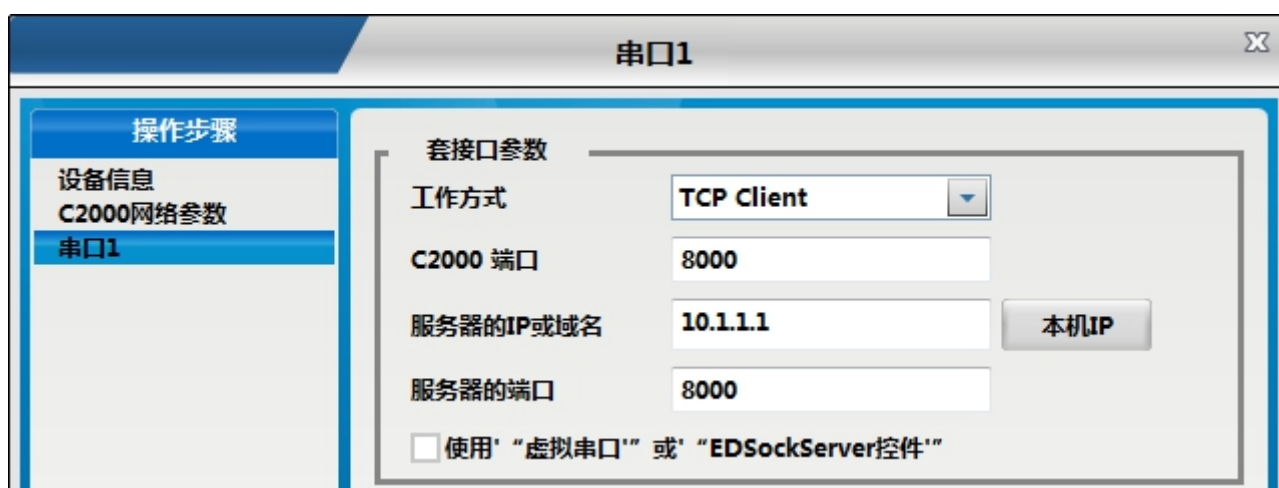 串口1
操作步骤
设备信息
C2000网络参数
串口1
套接口参数
工作方式 TCP Client
C2000 端口 8000
服务器的IP或域名 10.1.1.1 本机IP
服务器的端口 8000
使用' “虚拟串口'” 或' “EDSockServer控件'”